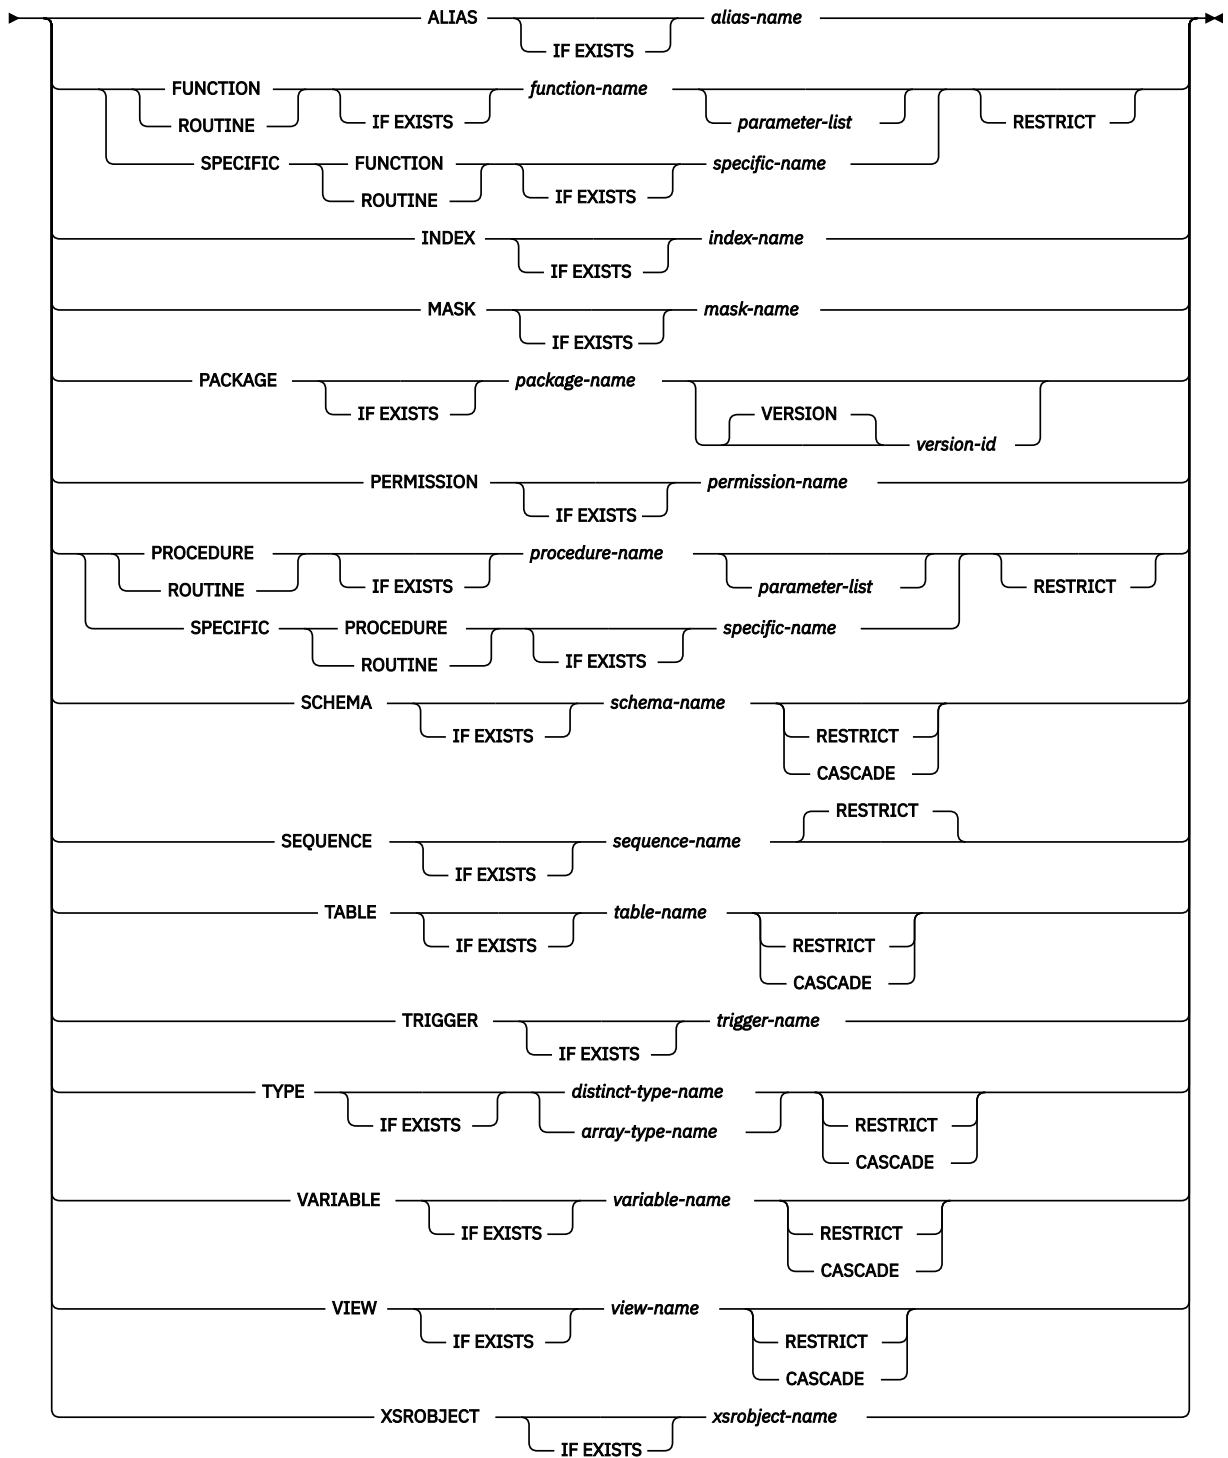 ALIAS alias-name
IF EXISTS
FUNCTION function-name
ROUTINE IF EXISTS parameter-list RESTRICT
SPECIFIC FUNCTION specific-name
ROUTINE IF EXISTS
INDEX index-name
IF EXISTS
MASK mask-name
IF EXISTS
PACKAGE package-name
IF EXISTS VERSION
version-id
PERMISSION permission-name
IF EXISTS
PROCEDURE procedure-name
ROUTINE IF EXISTS parameter-list RESTRICT
SPECIFIC PROCEDURE specific-name
ROUTINE IF EXISTS
SCHEMA schema-name
IF EXISTS RESTRICT
CASCADE
RESTRICT
SEQUENCE sequence-name
IF EXISTS
TABLE table-name
IF EXISTS RESTRICT
CASCADE
TRIGGER trigger-name
IF EXISTS
TYPE distinct-type-name
IF EXISTS array-type-name RESTRICT
CASCADE
VARIABLE variable-name
IF EXISTS RESTRICT
CASCADE
VIEW view-name
IF EXISTS RESTRICT
CASCADE
XSROBJECT xsrobject-name
IF EXISTS